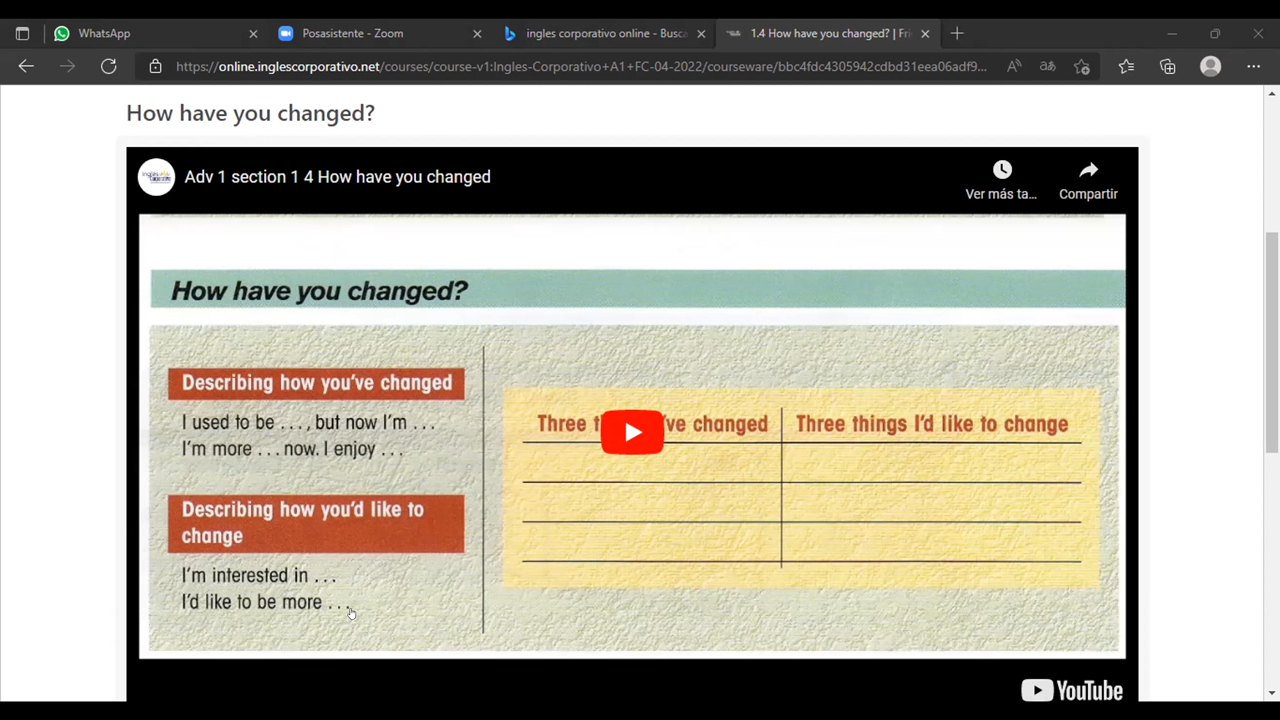 WhatsApp
Posasistente - Zoom
ingles corporativo online - Busca
1.4 How have you changed? | Fri
https://online.inglescorporativo.net/courses/course-v1:Ingles-Corporativo+A1+FC-04-2022/courseware/bbc4fdc4305942cdbd31eea06adf9...
How have you changed?
Adv 1 section 1 4 How have you changed
Ver más ta...
Compartir
How have you changed?
Describing how you've changed
I used to be . . . , but now I'm . . .
I'm more . . . now. I enjoy . . .
Describing how you'd like to
change
I'm interested in . . .
I'd like to be more . . .
Three t 've changed
Three things I'd like to change
YouTube